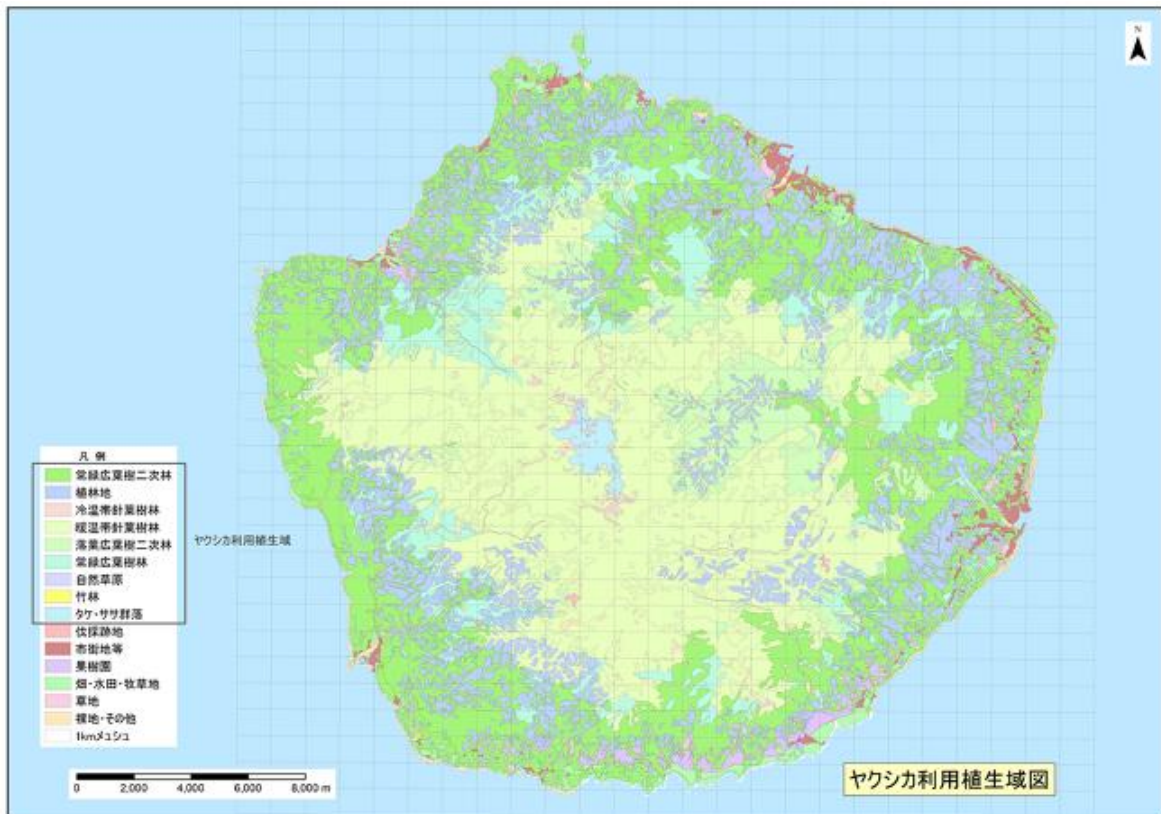 N
凡 例
常緑広葉樹二次林
植林地
冷温帯針葉樹林
暖温帯針葉樹林
落葉広葉樹二次林
常緑広葉樹林
自然草原
竹林
タケ・ササ群落
伐採跡地
市街地等
果樹園
畑・水田・牧草地
草地
裸地・その他
1kmメュシュ
ヤクシカ利用植生域
0 2,000 4,000 6,000 8,000 m
ヤクシカ利用植生域図